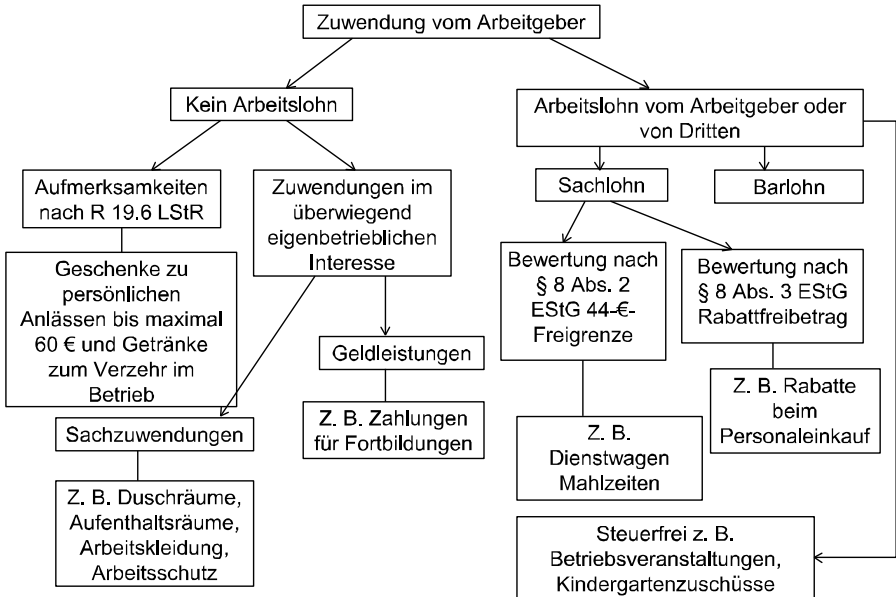 Zuwendung vom Arbeitgeber
Kein Arbeitslohn
Arbeitslohn vom Arbeitgeber oder
von Dritten
Aufmerksamkeiten
nach R 19.6 LStR
Zuwendungen im
überwiegend
eigenbetrieblichen
Interesse
Sachlohn
Barlohn
Geschenke zu
persönlichen
Anlässen bis maximal
60 € und Getränke
zum Verzehr im
Betrieb
Bewertung nach
§ 8 Abs. 2
EStG 44-€-
Freigrenze
Bewertung nach
§ 8 Abs. 3 EStG
Rabattfreibetrag
Geldleistungen
Z. B. Rabatte
beim
Personaleinkauf
Sachzuwendungen
Z. B. Zahlungen
für Fortbildungen
Z. B.
Dienstwagen
Mahlzeiten
Z. B. Duschräume,
Aufenthaltsräume,
Arbeitskleidung,
Arbeitsschutz
Steuerfrei z. B.
Betriebsveranstaltungen,
Kindergartenzuschüsse